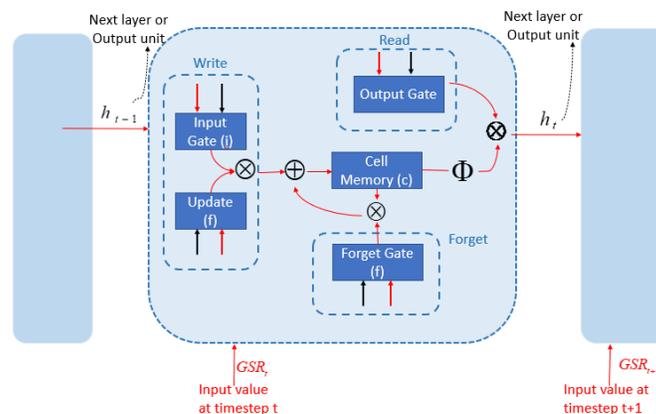 Next layer or
Output unit
Next layer or
Output unit
Read
Write
Output Gate
h t−1
Input
Gate (i)
h t
⊗
⊗
⊕
Cell
Memory (c)
Φ
Update
(f)
⊗
Forget
Forget Gate
(f)
GSR t
GSR t+
Input value
at timestep t
Input value at
timestep t+1